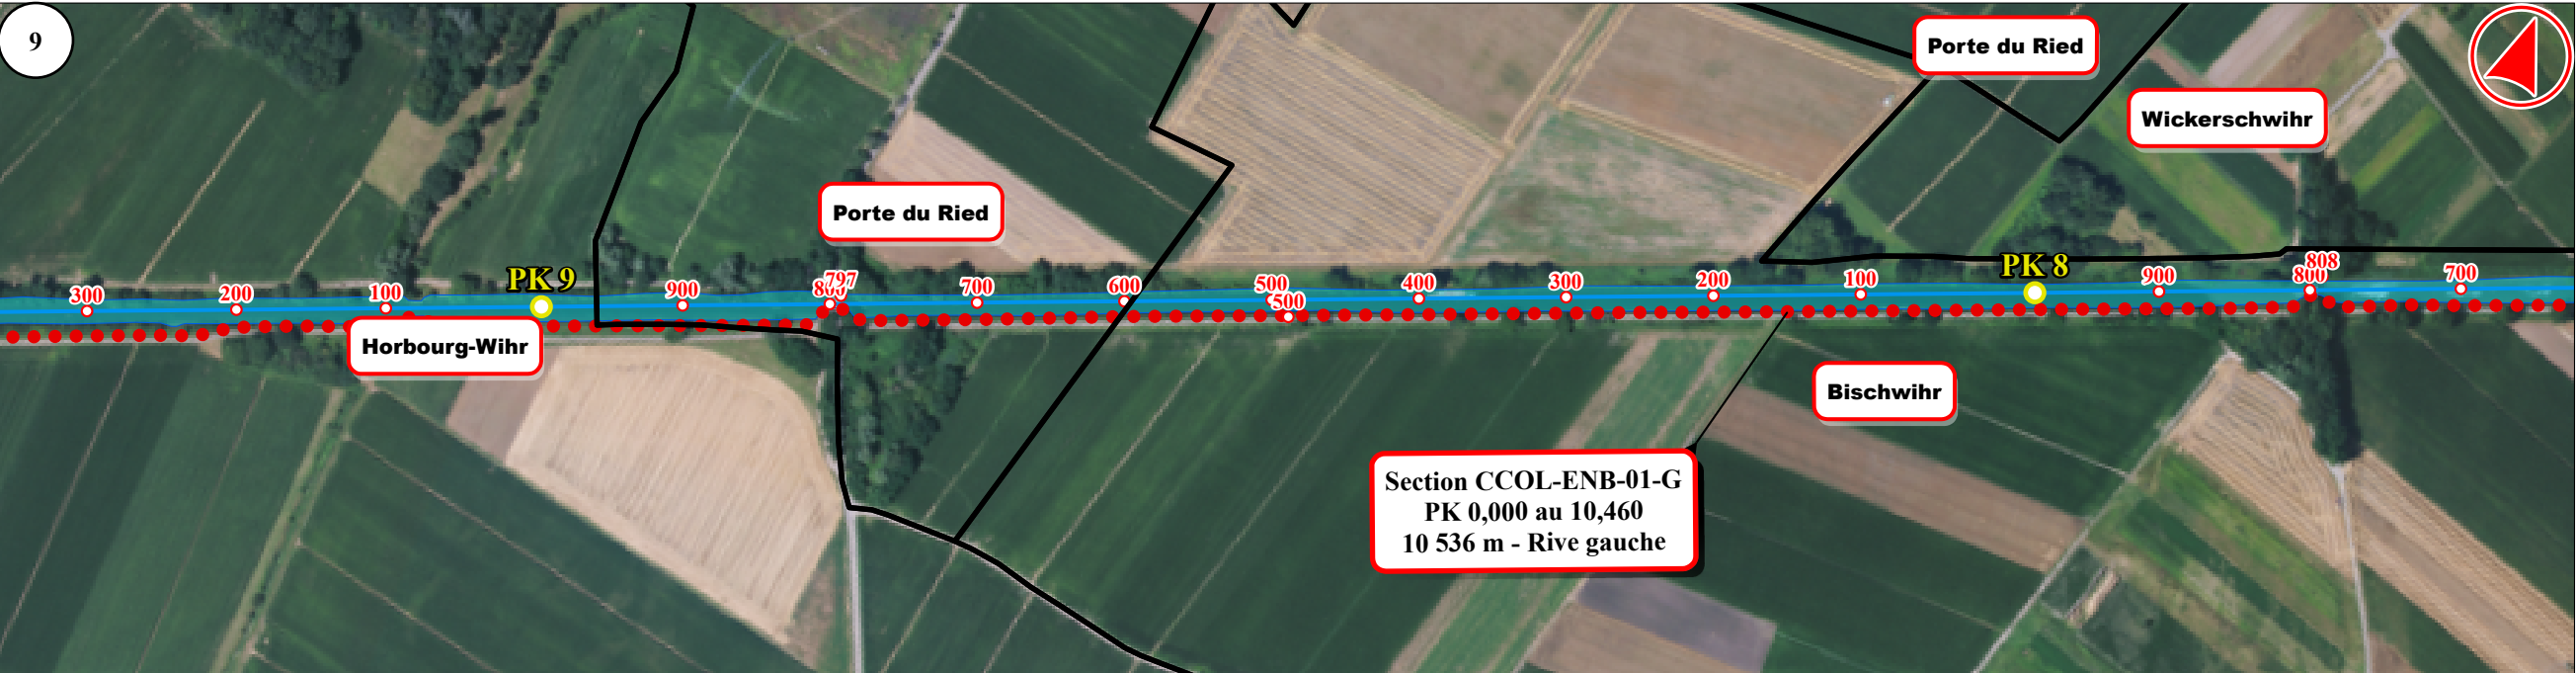 9
Porte du Ried
Wickerschwihr
Porte du Ried
300
200
100
PK 9
900
800
797
700
600
500
500
400
300
200
100
PK 8
900
800
808
700
Horbourg-Wihr
Bischwihr
Section CCOL-ENB-01-G
PK 0,000 au 10,460
10 536 m - Rive gauche